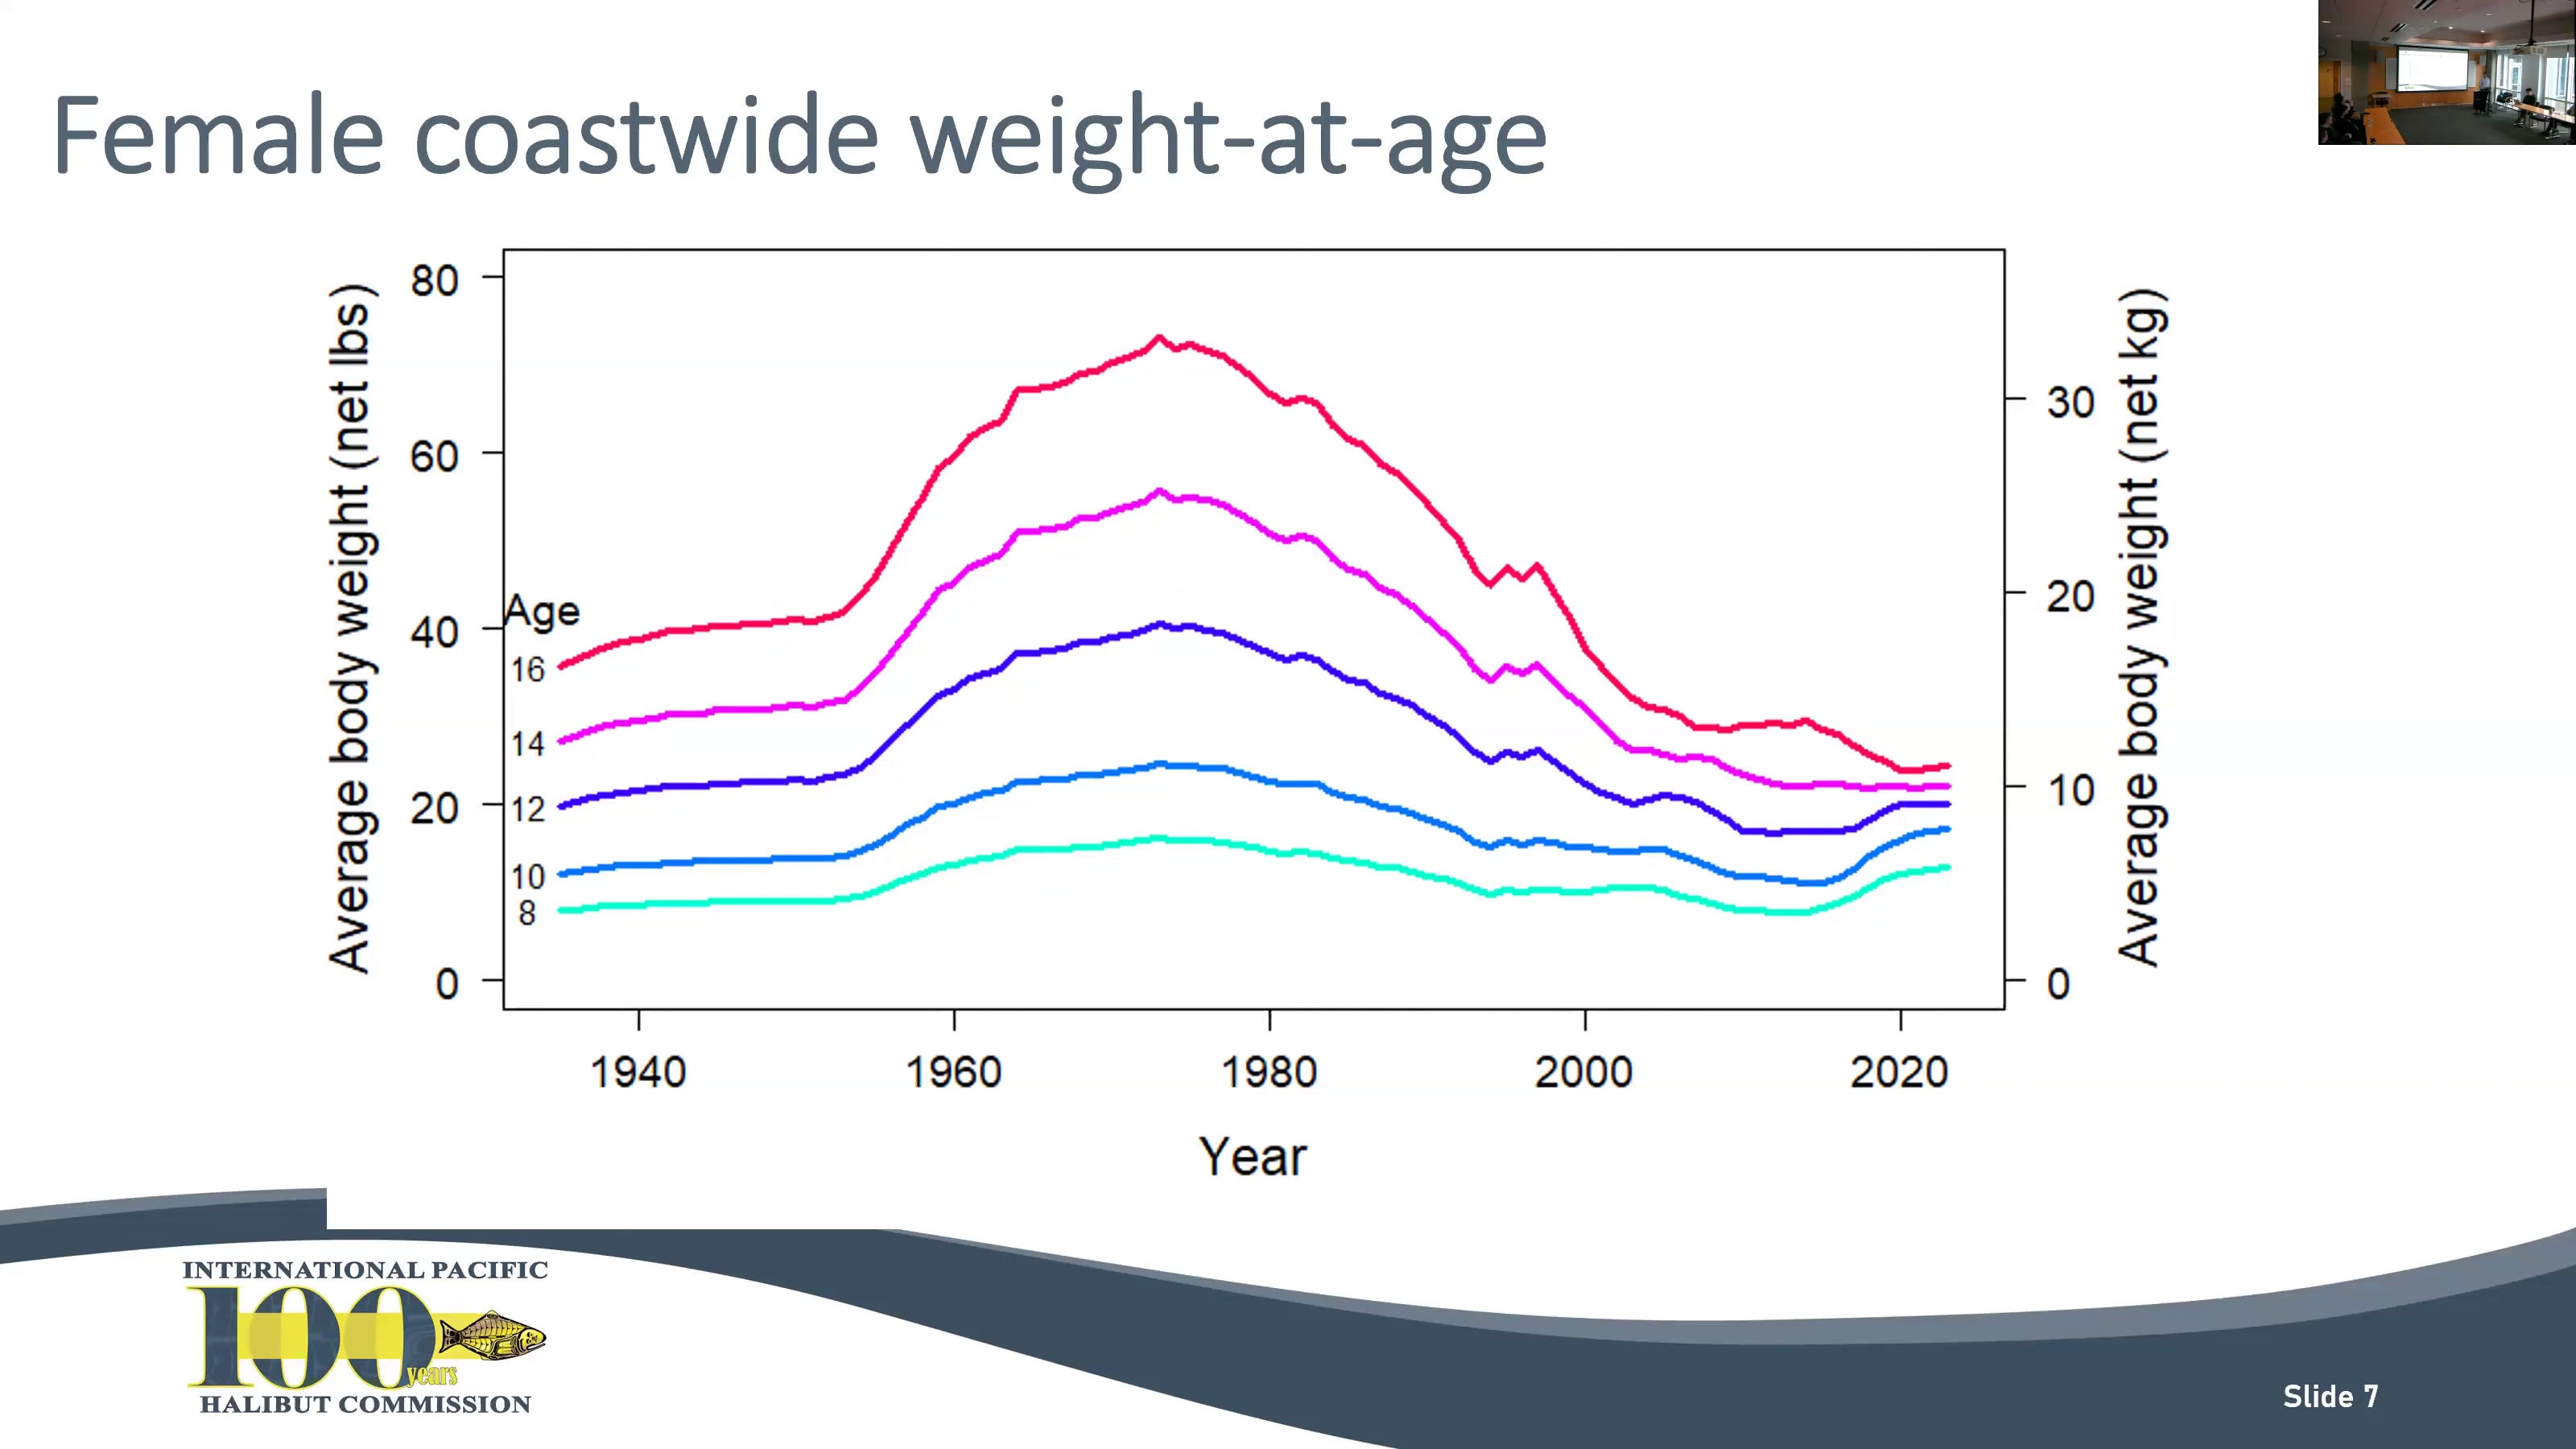 Female coastwide weight-at-age
Average body weight (net lbs)
80
60
40
20
0
Age
16
14
12
10
8
30
20
10
0
Average body weight (net kg)
1940 1960 1980 2000 2020
Year
INTERNATIONAL PACIFIC
100
years
HALIBUT COMMISSION
Slide 7